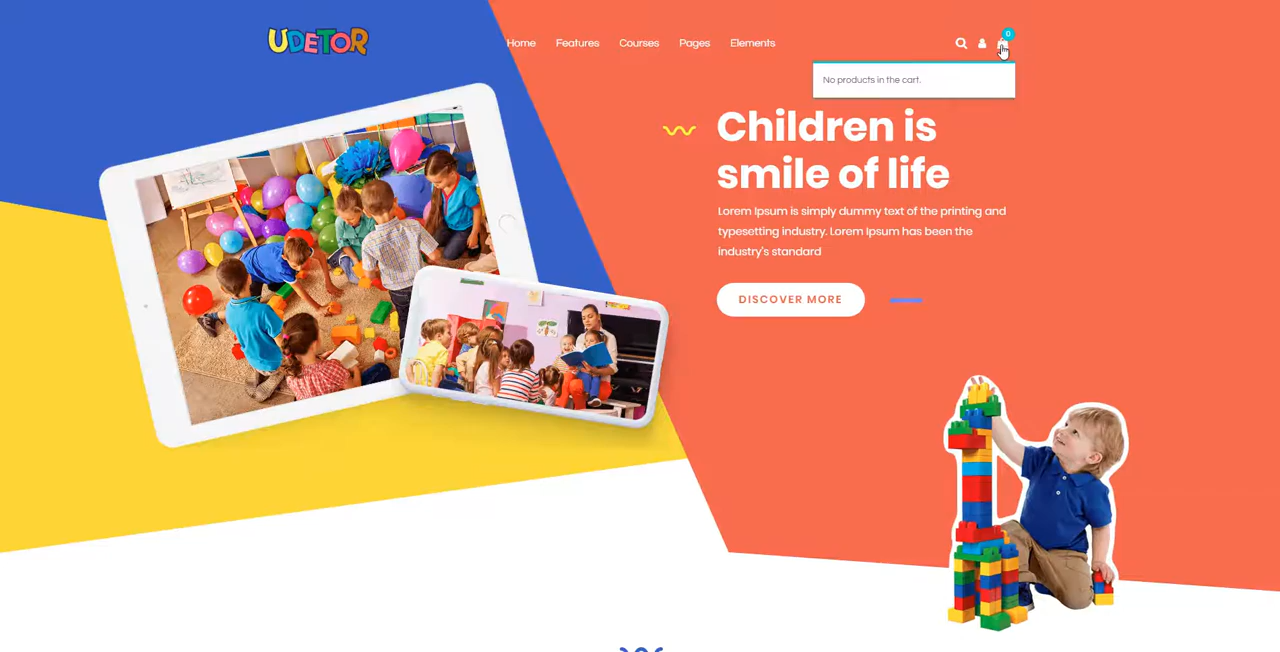 UDETOR
Home Features Courses Pages Elements
0
No products in the cart.
Children is
smile of life
Lorem Ipsum is simply dummy text of the printing and
typesetting industry. Lorem Ipsum has been the
industry's standard
DISCOVER MORE